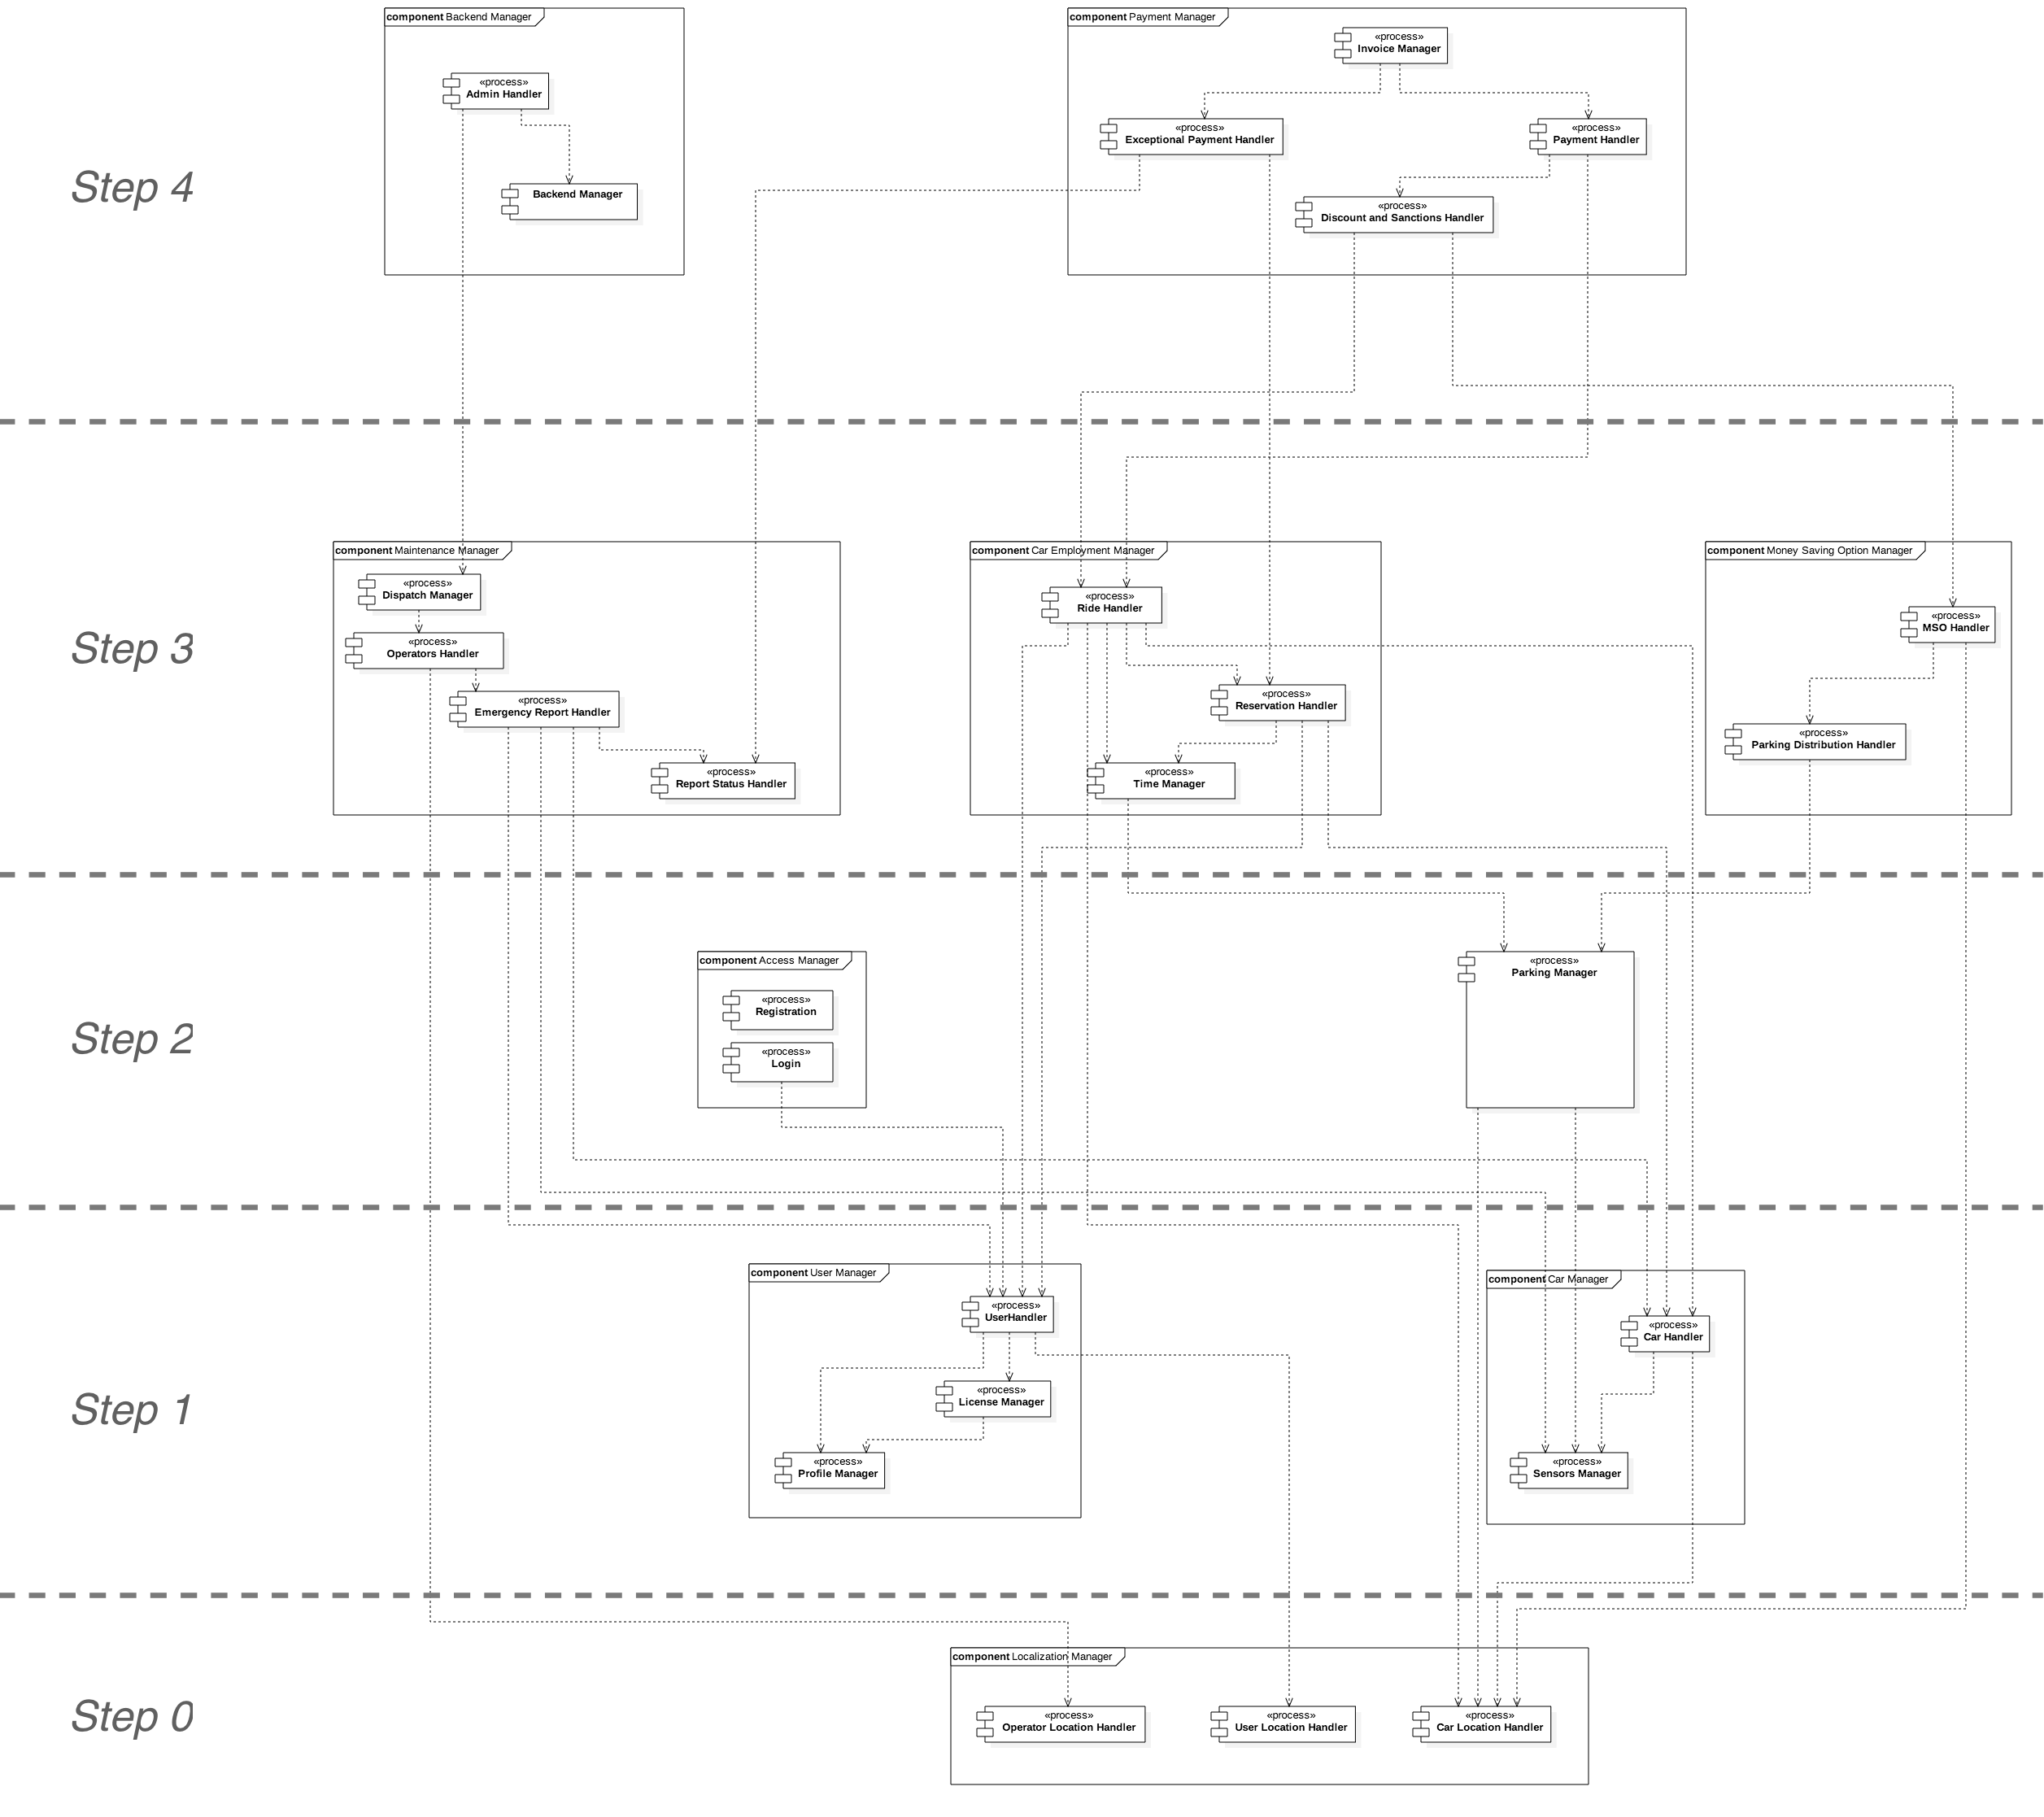 component Backend Manager
«process»
Admin Handler
Backend Manager
component Payment Manager
«process»
Invoice Manager
«process»
Exceptional Payment Handler
«process»
Payment Handler
«process»
Discount and Sanctions Handler
Step 4
component Maintenance Manager
«process»
Dispatch Manager
«process»
Operators Handler
«process»
Emergency Report Handler
«process»
Report Status Handler
component Car Employment Manager
«process»
Ride Handler
«process»
Reservation Handler
«process»
Time Manager
component Money Saving Option Manager
«process»
MSO Handler
«process»
Parking Distribution Handler
Step 3
component Access Manager
«process»
Registration
«process»
Login
«process»
Parking Manager
Step 2
component User Manager
«process»
UserHandler
«process»
License Manager
«process»
Profile Manager
component Car Manager
«process»
Car Handler
«process»
Sensors Manager
Step 1
component Localization Manager
«process»
Operator Location Handler
«process»
User Location Handler
«process»
Car Location Handler
Step 0